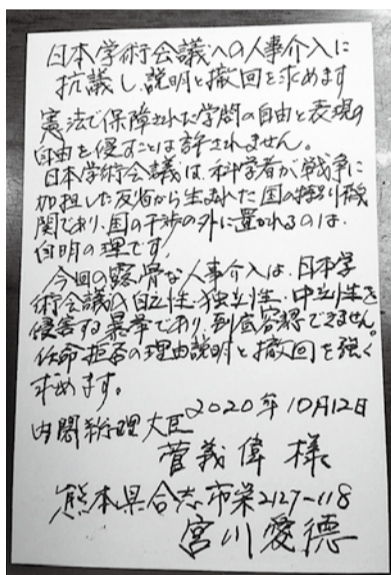 日本学術会議への人事介入に
抗議し、説明と撤回を求めます
憲法で保障された学問の自由と表現の
自由を侵すことは許されません。
日本学術会議は、科学者が戦争に
加担した反省から生まれた国の特別機
関であり、国の干渉の外に置かれるのは、
自明の理です。
今回の露骨な人事介入は、日本学
術会議の自立性・独立性・中立性を
侵害する暴挙であり、到底容認できません。
任命拒否の理由説明と撤回を強く
求めます。
2020年10月12日
内閣総理大臣
菅義偉 様
熊本県合志市栄2127-118
宮川愛徳